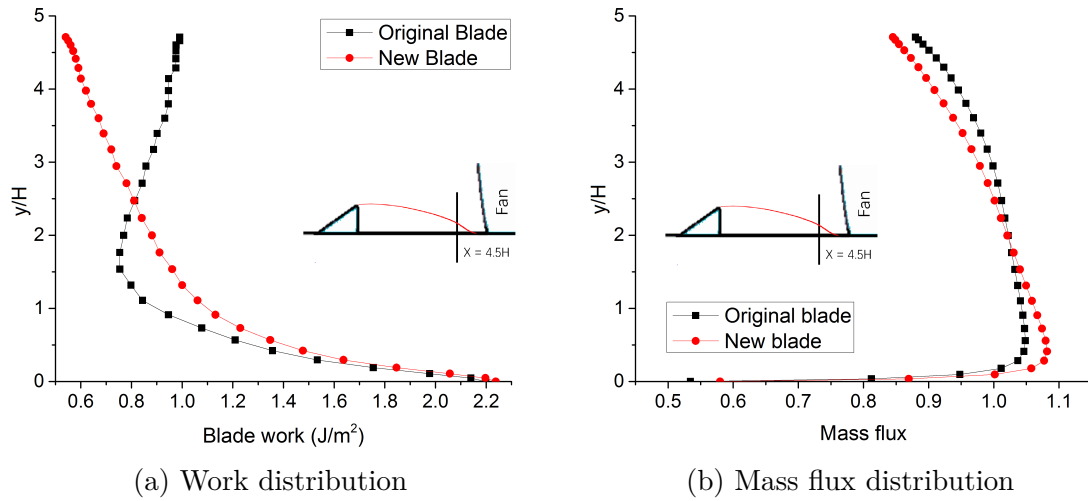 5
4
3
2
1
0
y/H
0.6 0.8 1.0 1.2 1.4 1.6 1.8 2.0 2.2
Blade work (J/m²)
Original Blade
New Blade
Fan
X = 4.5H
(a) Work distribution
5
4
3
2
1
0
y/H
0.5 0.6 0.7 0.8 0.9 1.0 1.1
Mass flux
Fan
X = 4.5H
Original blade
New blade
(b) Mass flux distribution